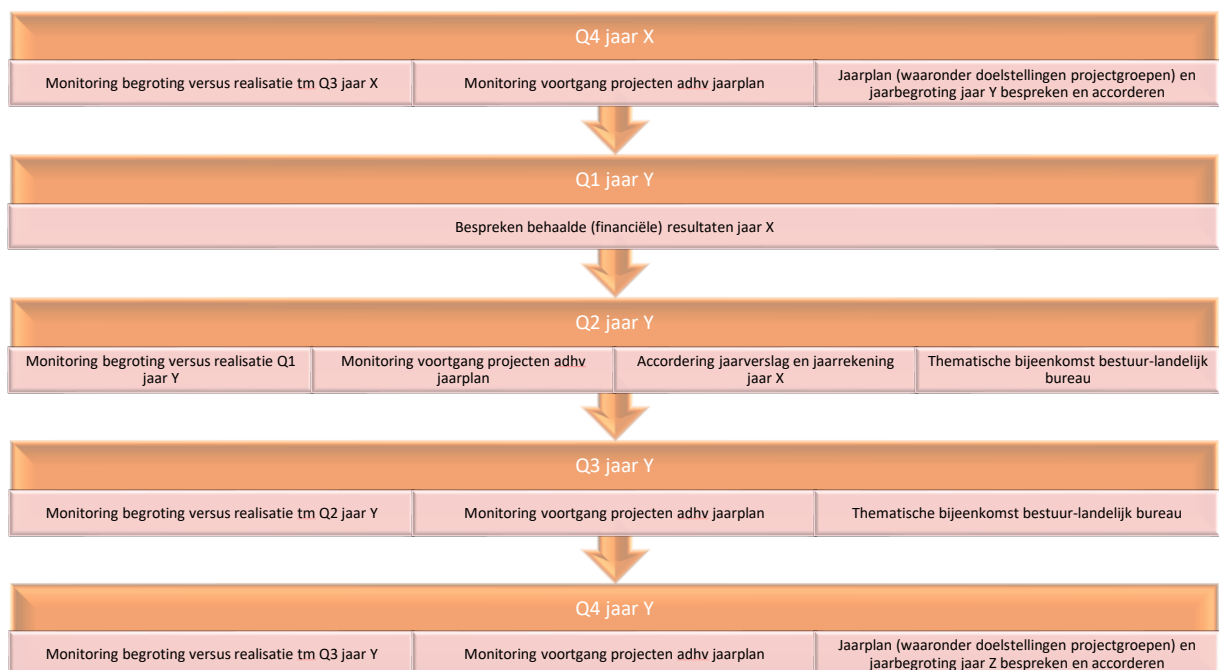 Q4 jaar X
Monitoring begroting versus realisatie tm Q3 jaar X
Monitoring voortgang projecten adhv jaarplan
Jaarplan (waaronder doelstellingen projectgroepen) en
jaarbegroting jaar Y bespreken en accorderen
Q1 jaar Y
Bespreken behaalde (financiële) resultaten jaar X
Q2 jaar Y
Monitoring begroting versus realisatie Q1
jaar Y
Monitoring voortgang projecten adhv
jaarplan
Accordering jaarverslag en jaarrekening
jaar X
Thematische bijeenkomst bestuur-landelijk
bureau
Q3 jaar Y
Monitoring begroting versus realisatie tm Q2 jaar Y
Monitoring voortgang projecten adhv jaarplan
Thematische bijeenkomst bestuur-landelijk bureau
Q4 jaar Y
Monitoring begroting versus realisatie tm Q3 jaar Y
Monitoring voortgang projecten adhv jaarplan
Jaarplan (waaronder doelstellingen projectgroepen) en
jaarbegroting jaar Z bespreken en accorderen